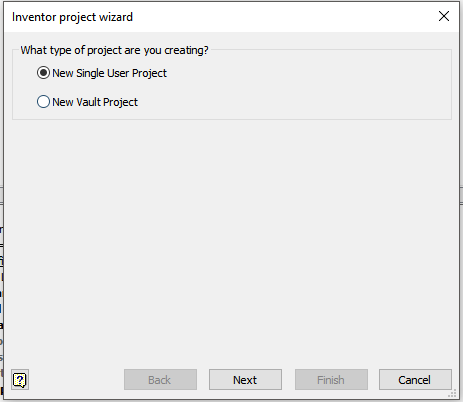 Inventor project wizard
What type of project are you creating?
New Single User Project
New Vault Project
Back
Next
Finish
Cancel